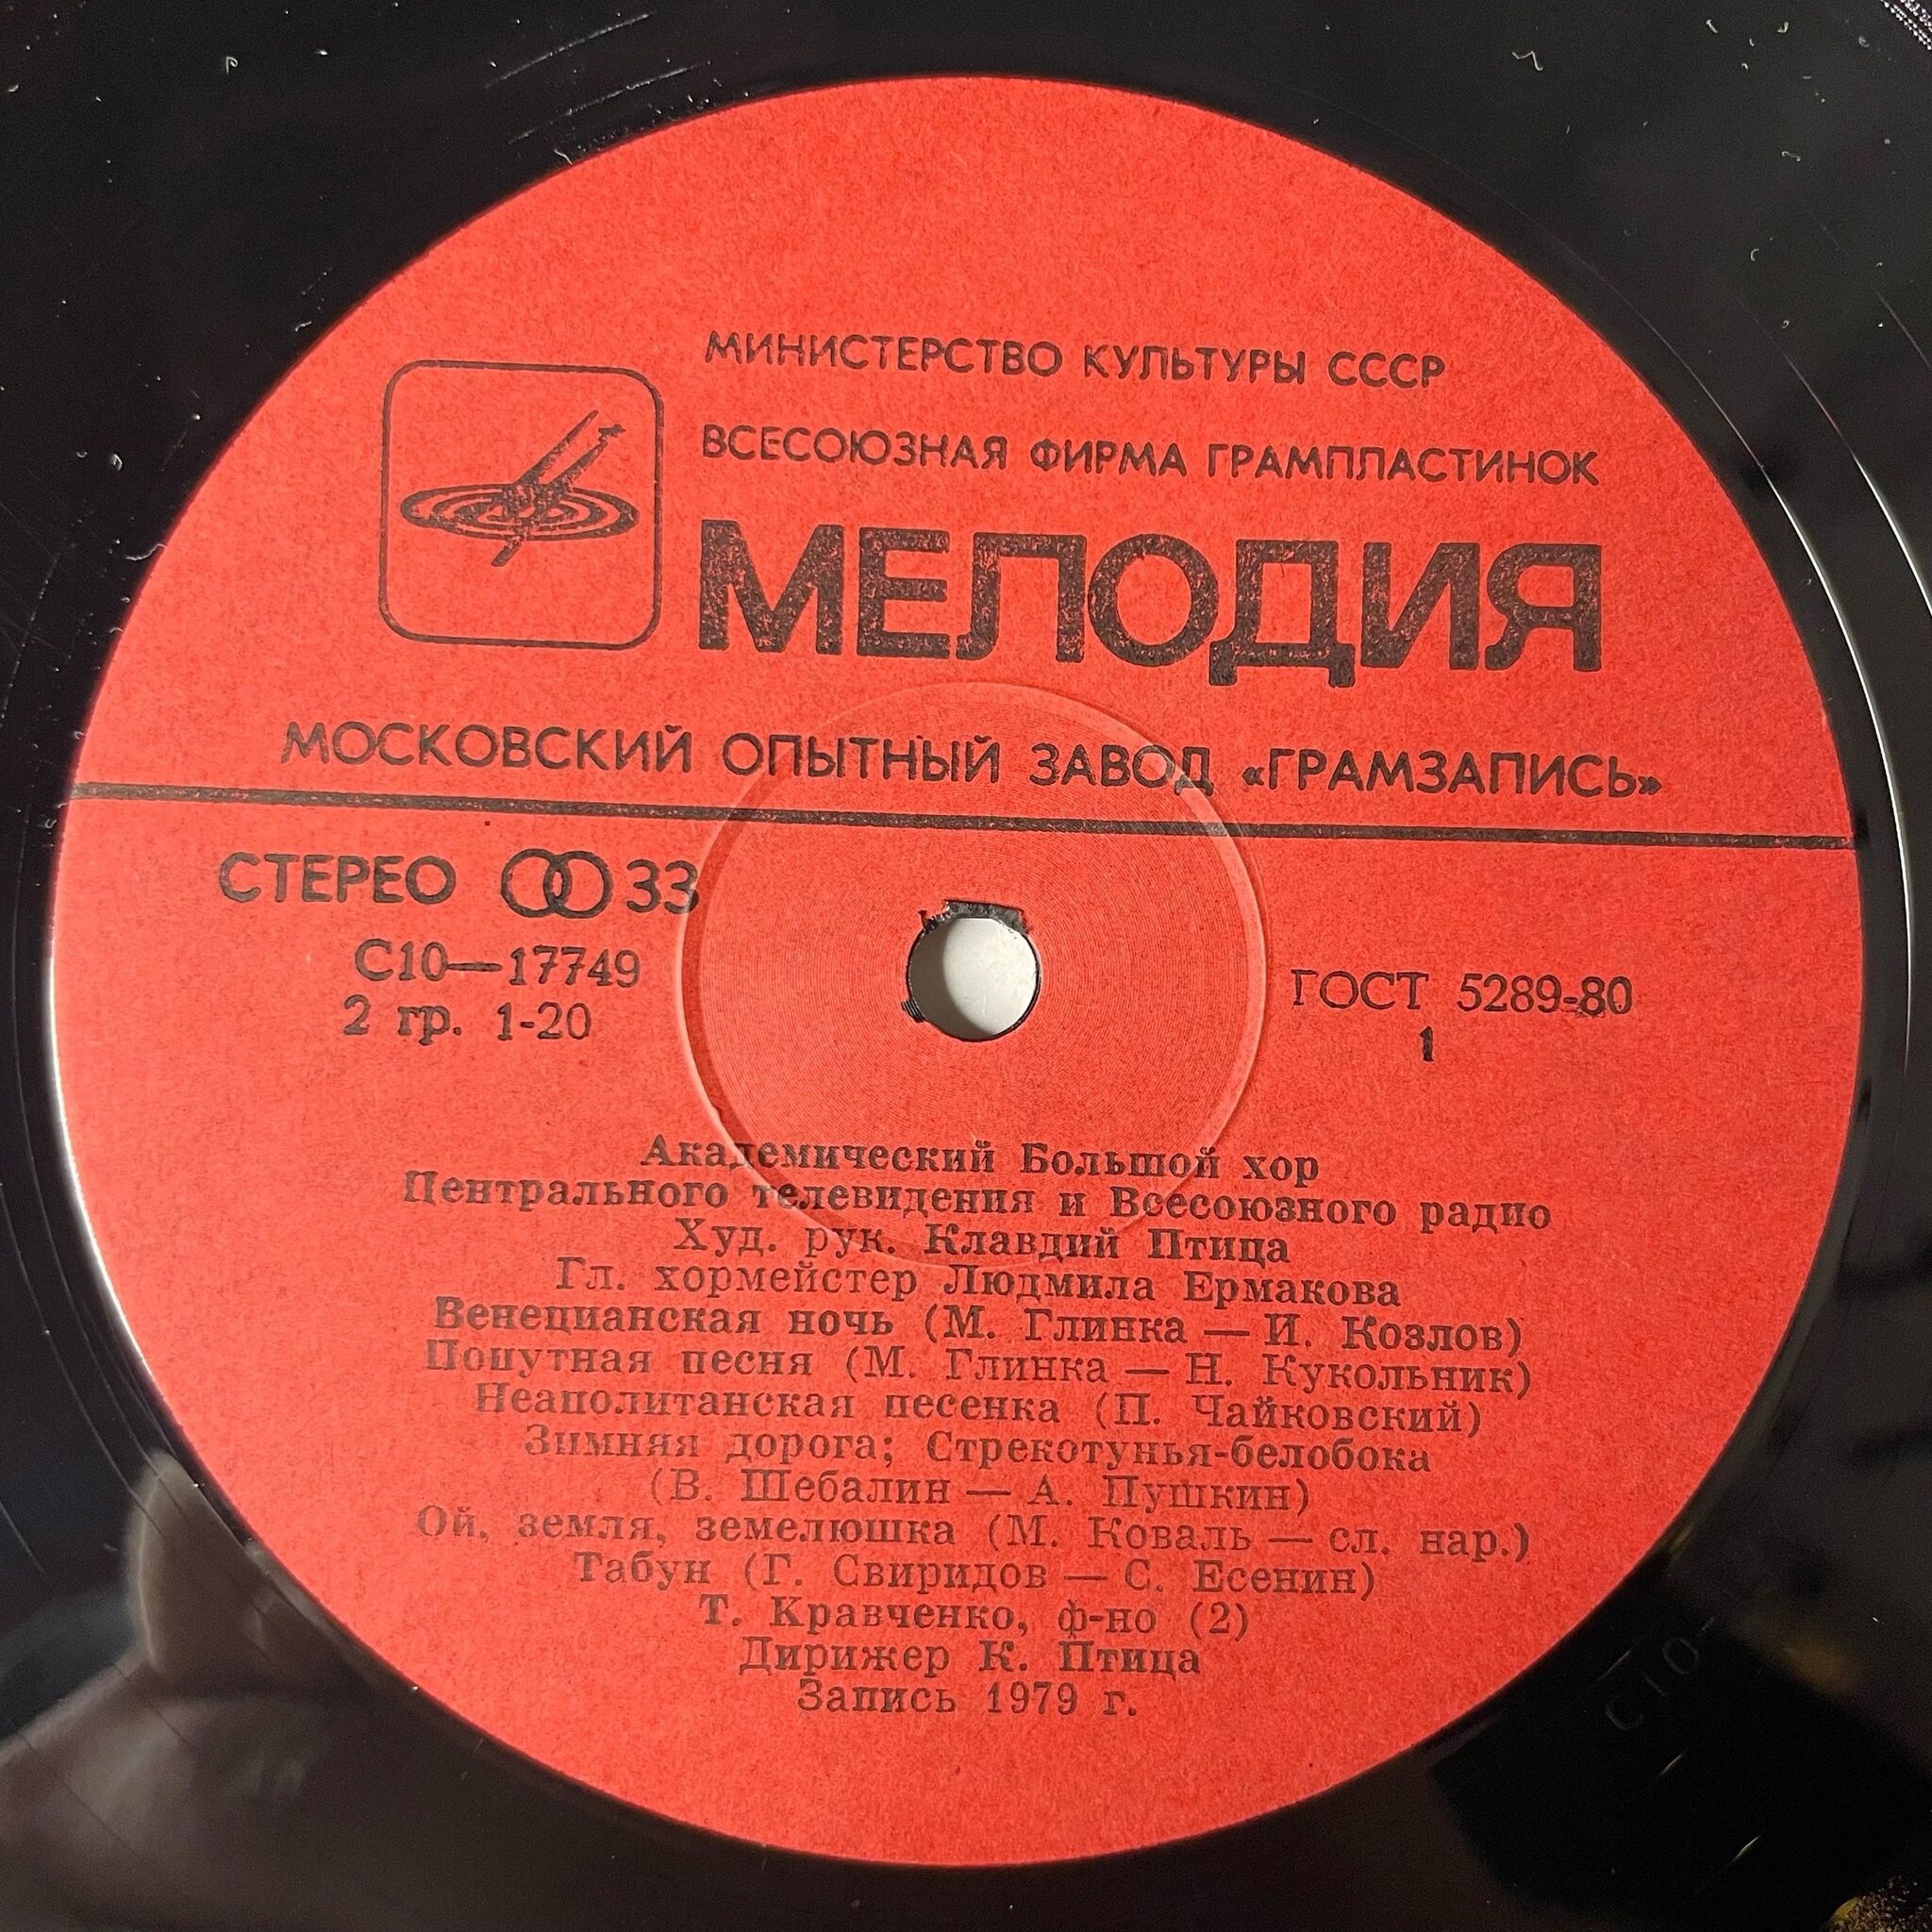 МИНИСТЕРСТВО КУЛЬТУРЫ СССР
ВСЕСОЮЗНАЯ ФИРМА ГРАМПЛАСТИНОК
МЕЛОДИЯ
МОСКОВСКИЙ ОПЫТНЫЙ ЗАВОД «ГРАМЗАПИСЬ»
СТЕРЕО 33
С10—17749
2 гр. 1-20
ГОСТ 5289-80
1
Академический Большой хор
Центрального телевидения и Всесоюзного радио
Худ. рук. Клавдий Птица
Гл. хормейстер Людмила Ермакова
Венецианская ночь (М. Глинка — И. Козлов)
Попутная песня (М. Глинка — Н. Кукольник)
Неаполитанская песенка (П. Чайковский)
Зимняя дорога; Стрекотунья-белобока
(В. Шебалин — А. Пушкин)
Ой, земля, земелюшка (М. Коваль — сл. нар.)
Табун (Г. Свиридов — С. Есенин)
Т. Кравченко, ф-но (2)
Дирижер К. Птица
Запись 1979 г.
С10-